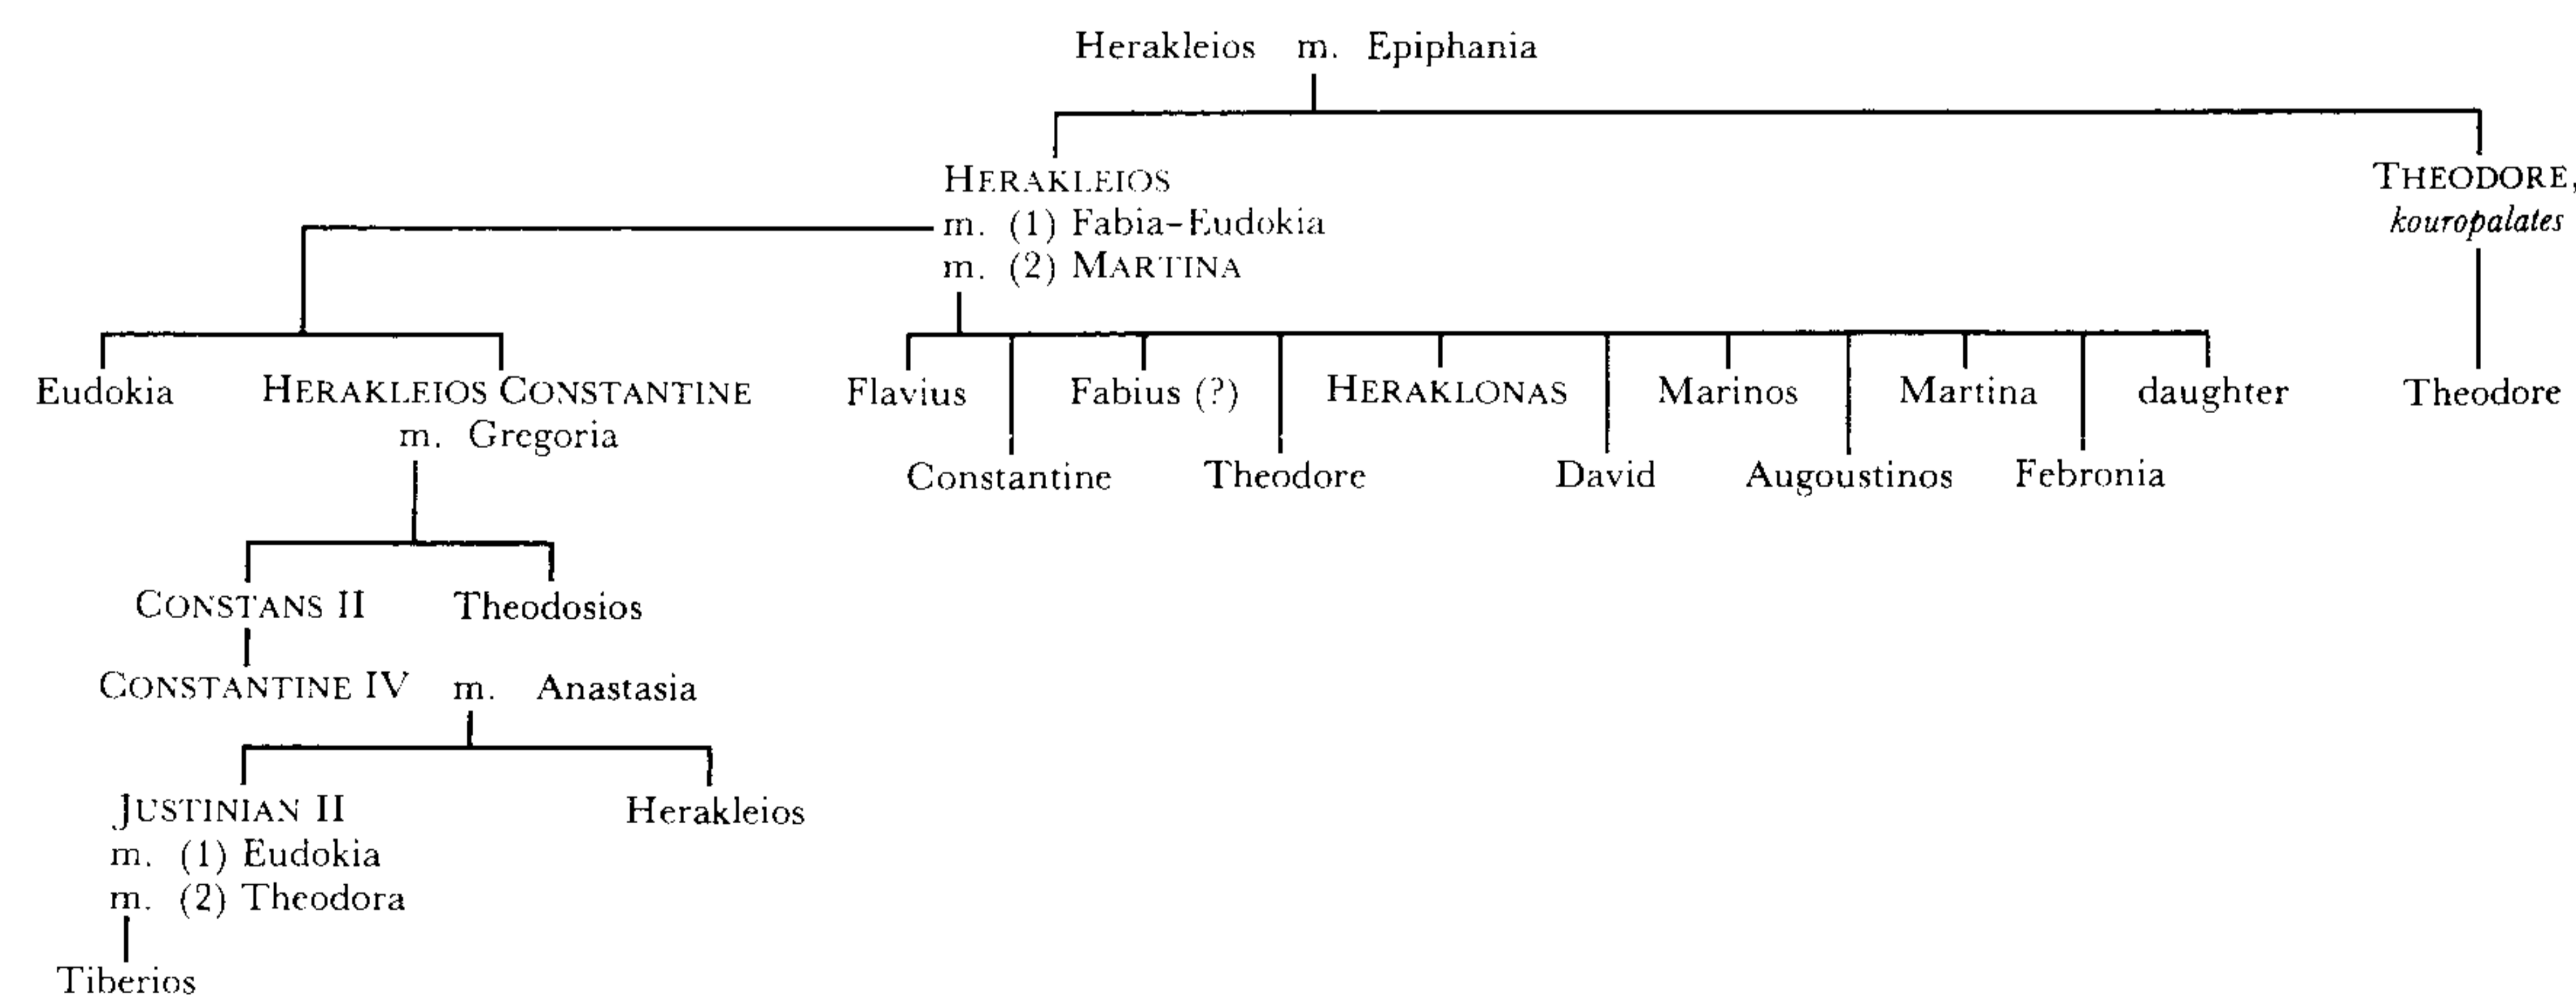 Herakleios m. Epiphania
HERAKLEIOS
m. (1) Fabia-Eudokia
m. (2) MARTINA
THEODORE,
kouropalates
Eudokia HERAKLEIOS CONSTANTINE
m. Gregoria
Flavius Fabius (?) HERAKLONAS Marinos Martina daughter Theodore
Constantine Theodore David Augoustinos Febronia
CONSTANS II Theodosios
CONSTANTINE IV m. Anastasia
JUSTINIAN II Herakleios
m. (1) Eudokia
m. (2) Theodora
Tiberios